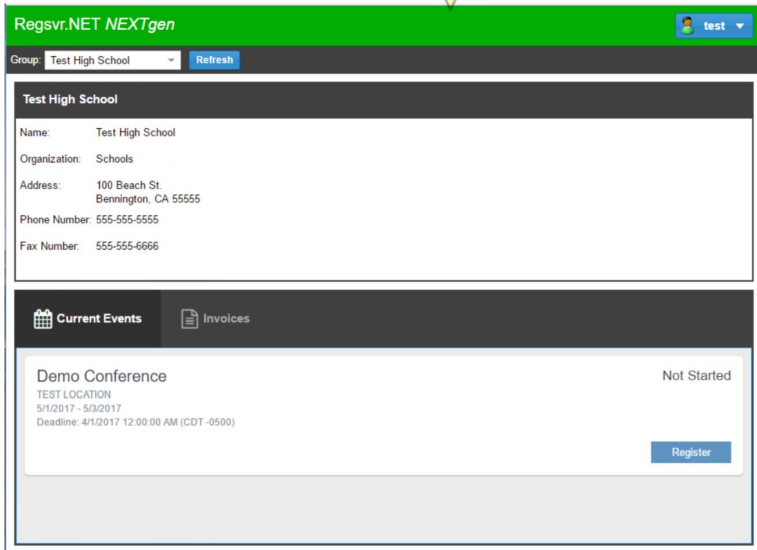 Regsvr.NET NEXTgen
test
Group: Test High School Refresh
Test High School
Name: Test High School
Organization: Schools
Address: 100 Beach St.
Bennington, CA 55555
Phone Number: 555-555-5555
Fax Number: 555-555-6666
Current Events Invoices
Demo Conference Not Started
TEST LOCATION
5/1/2017 - 5/3/2017
Deadline: 4/1/2017 12:00:00 AM (CDT -0500)
Register